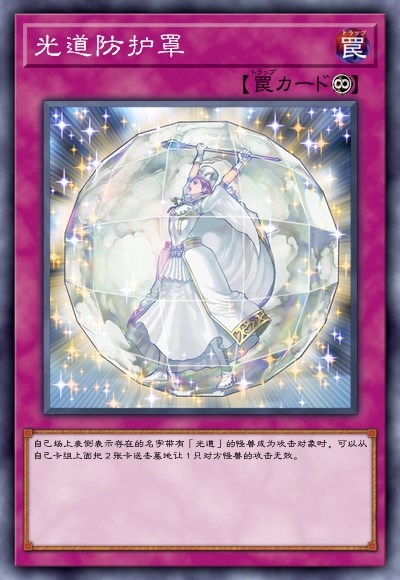 光道防护罩
トラップ
罠
トラップ
【罠カード】
自己场上表侧表示存在的名字带有「光道」的怪兽成为攻击对象时，可以从
自己卡组上面把2张卡送去墓地让1只对方怪兽的攻击无效。